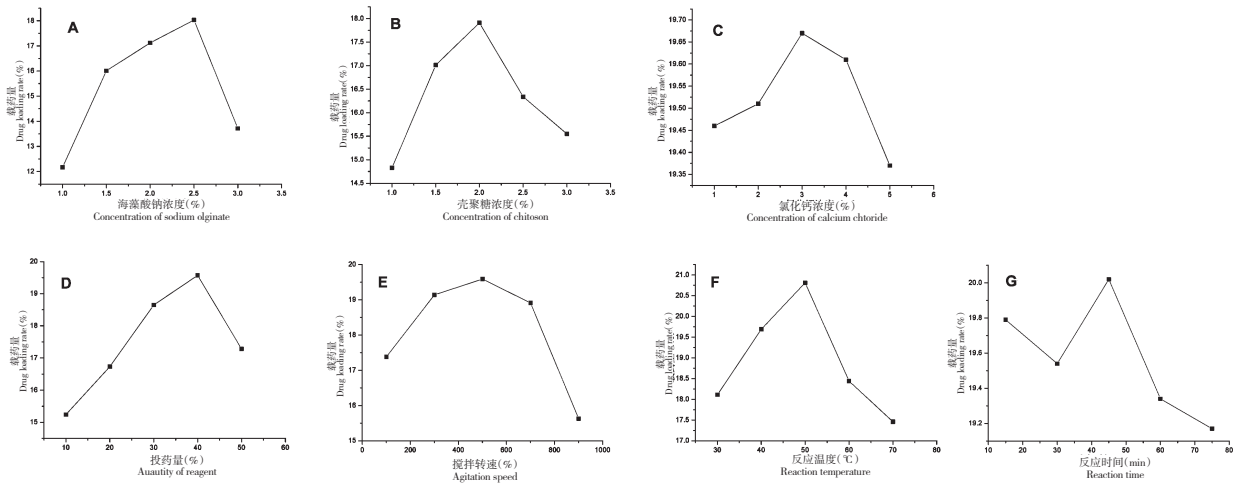 A
18
17
16
15
14
13
12
1.0
1.5
2.0
2.5
3.0
3.5
载药量
Drug loading rate(%)
海藻酸钠浓度(%)
Concentration of sodium olginate
B
18.0
17.5
17.0
16.5
16.0
15.5
15.0
14.5
1.0
1.5
2.0
2.5
3.0
3.5
载药量
Drug loading rate(%)
壳聚糖浓度(%)
Concentration of chitoson
C
19.70
19.65
19.60
19.55
19.50
19.45
19.40
19.35
1
2
3
4
5
6
载药量
Drug loading rate(%)
氯化钙浓度(%)
Concentration of calcium chtoride
D
20
19
18
17
16
15
10
20
30
40
50
60
载药量
Drug loading rate(%)
投药量(%)
Auantity of reagent
E
20
19
18
17
16
15
0
200
400
600
800
1000
载药量
Drug loading rate(%)
搅拌转速(%)
Agitation speed
F
21.0
20.5
20.0
19.5
19.0
18.5
18.0
17.5
17.0
30
40
50
60
70
80
载药量
Drug loading rate(%)
反应温度(℃)
Reaction temperature
G
20.0
19.8
19.6
19.4
19.2
10
20
30
40
50
60
70
80
载药量
Drug loading rate(%)
反应时间(min)
Reaction time